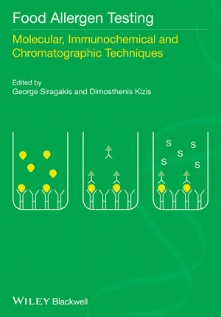 Food Allergen Testing
Molecular, Immunochemical and
Chromatographic Techniques
Edited by
George Siragakis and Dimosthenis Kizis
S
S
S
S
S
WILEY Blackwell